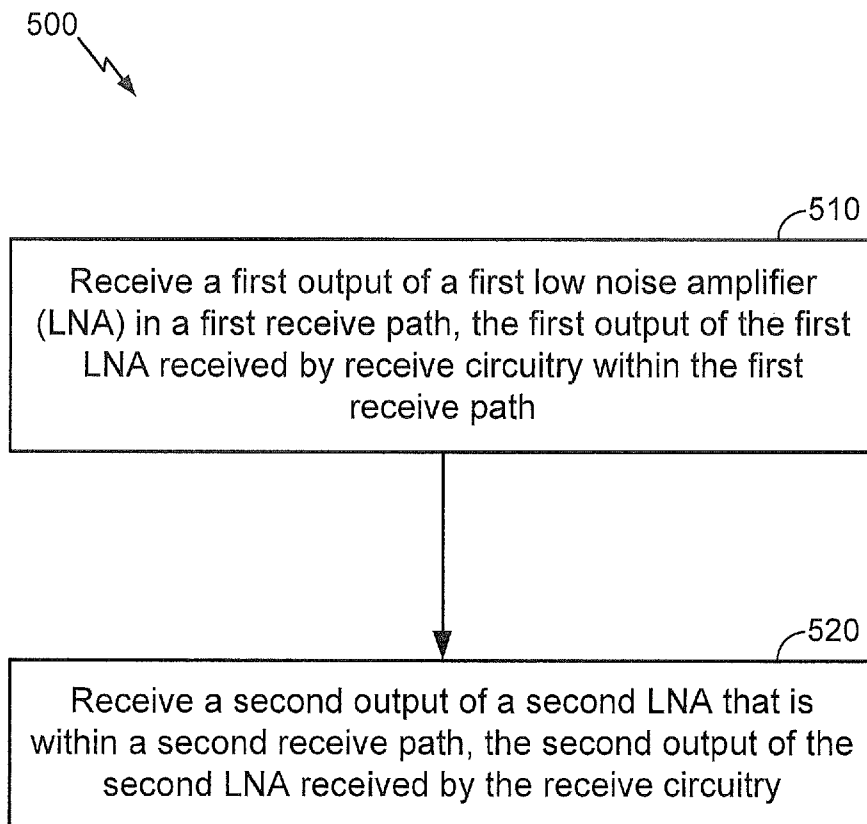 500
510
Receive a first output of a first low noise amplifier
(LNA) in a first receive path, the first output of the first
LNA received by receive circuitry within the first
receive path
520
Receive a second output of a second LNA that is
within a second receive path, the second output of the
second LNA received by the receive circuitry